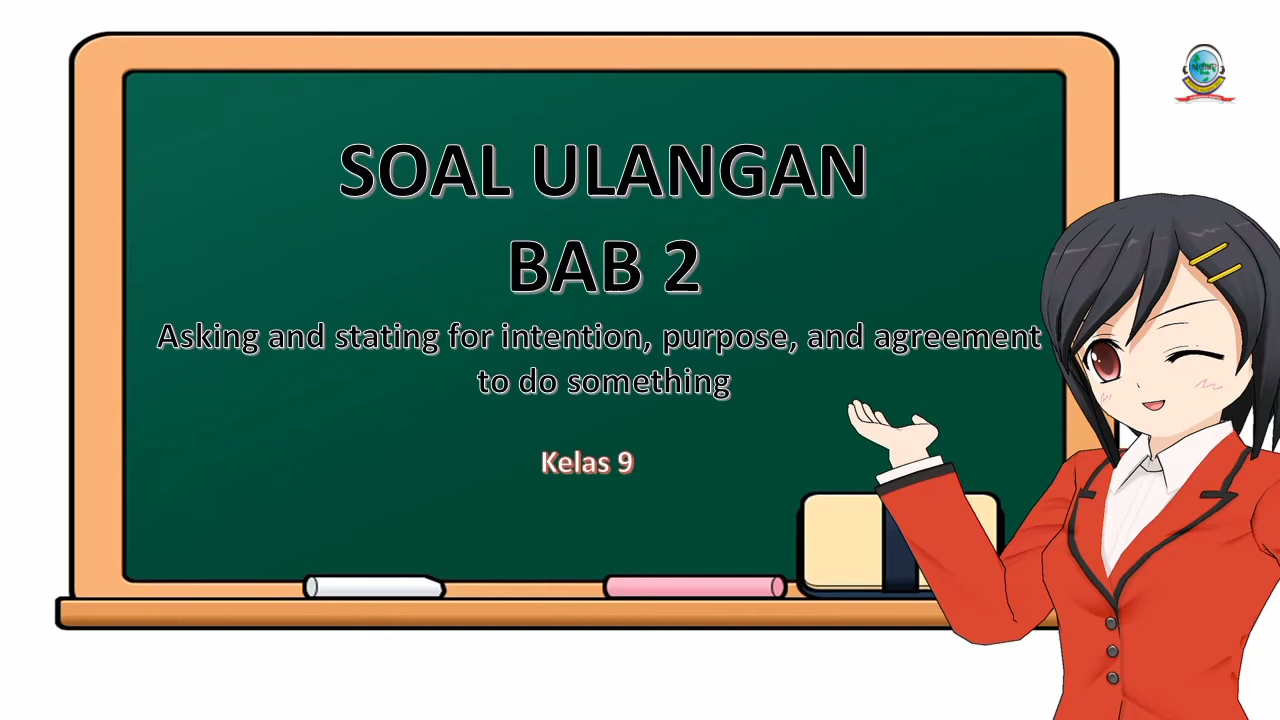 SOAL ULANGAN
BAB 2
Asking and stating for intention, purpose, and agreement
to do something
Kelas 9